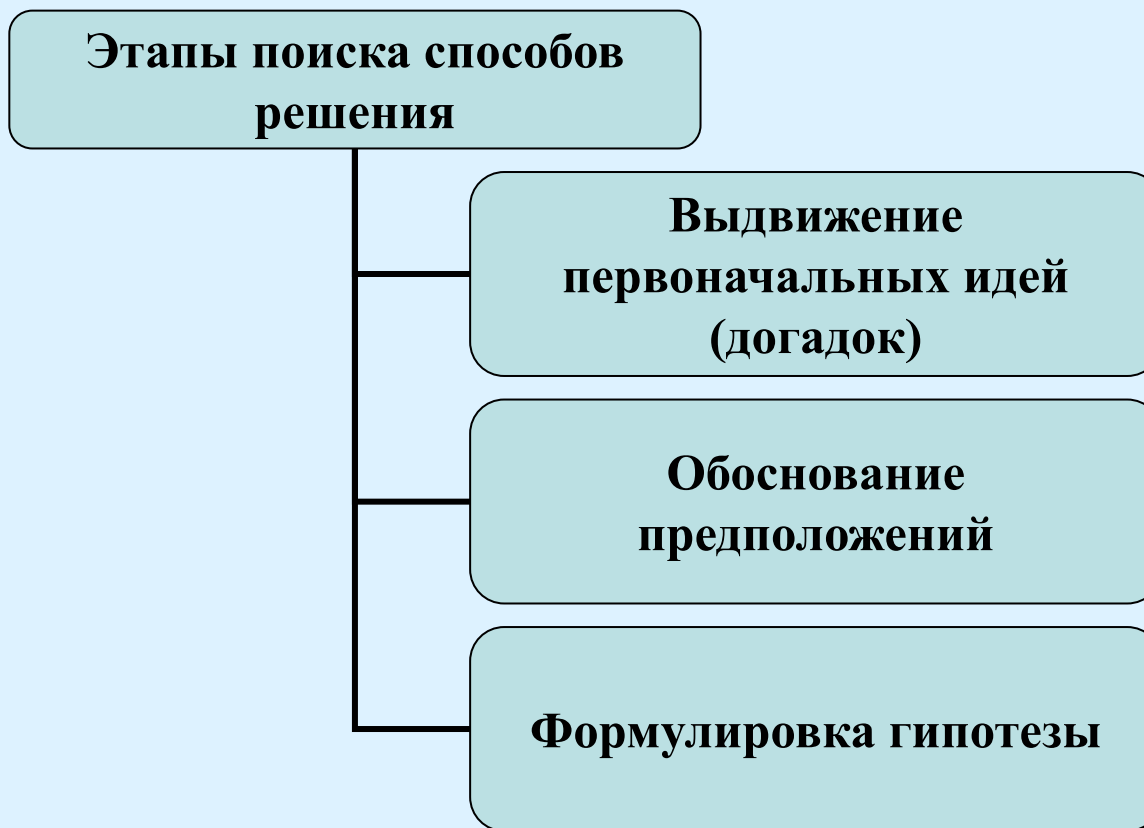 Этапы поиска способов
решения
Выдвижение
первоначальных идей
(догадок)
Обоснование
предположений
Формулировка гипотезы